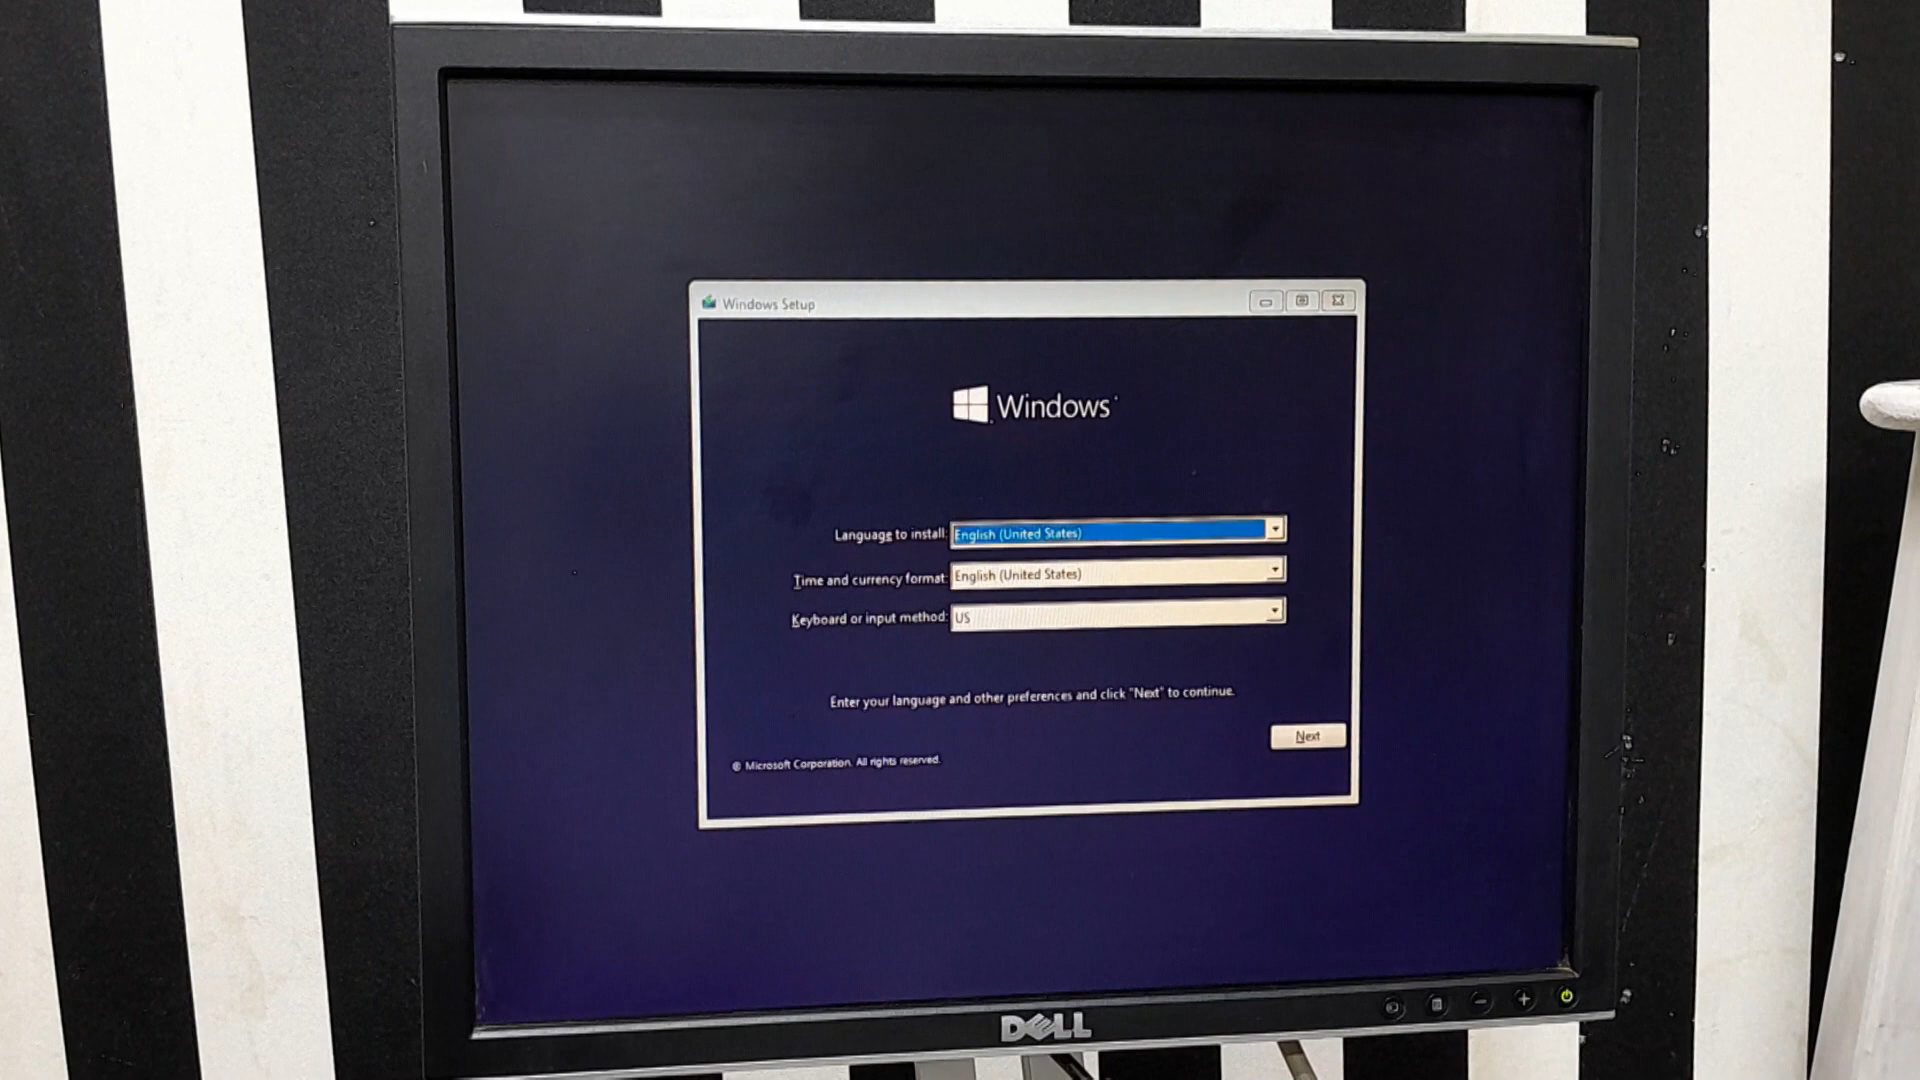 Windows Setup
Windows
Language to install: English (United States)
Time and currency format: English (United States)
Keyboard or input method: US
Enter your language and other preferences and click "Next" to continue.
Next
© Microsoft Corporation. All rights reserved.
DELL